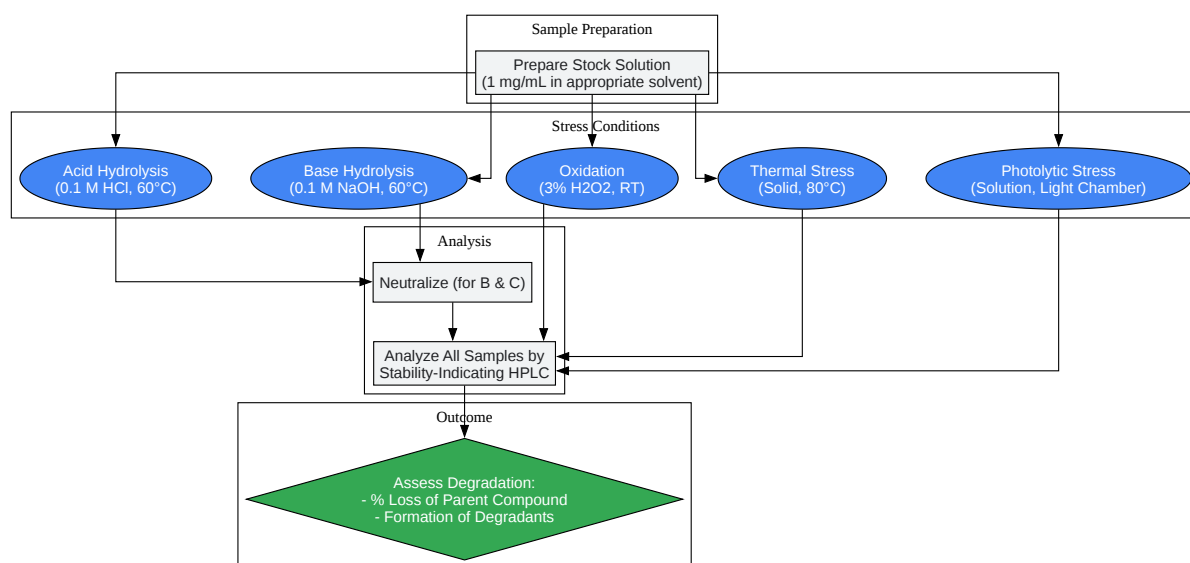 Sample Preparation
Prepare Stock Solution
(1 mg/mL in appropriate solvent)
Stress Conditions
Acid Hydrolysis
(0.1 M HCl, 60°C)
Base Hydrolysis
(0.1 M NaOH, 60°C)
Oxidation
(3% H2O2, RT)
Thermal Stress
(Solid, 80°C)
Photolytic Stress
(Solution, Light Chamber)
Analysis
Neutralize (for B & C)
Analyze All Samples by
Stability-Indicating HPLC
Outcome
Assess Degradation:
- % Loss of Parent Compound
- Formation of Degradants